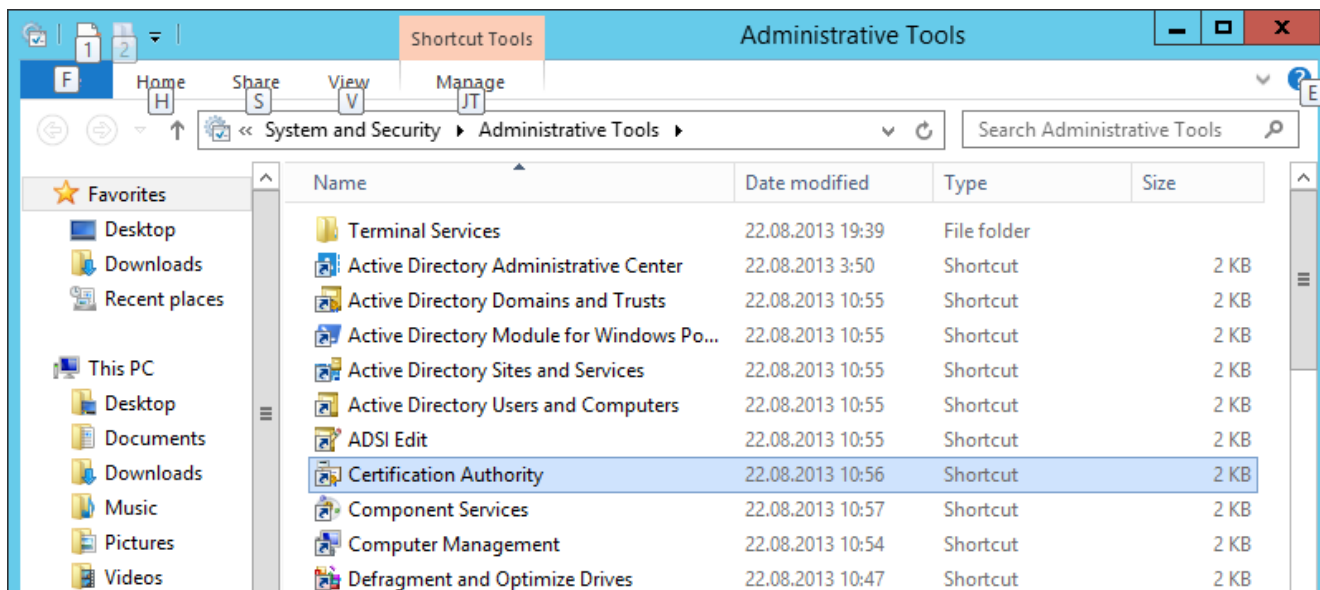 1 2 Shortcut Tools Administrative Tools
F Home Share View Manage
H S V JT E
« System and Security Administrative Tools Search Administrative Tools
Favorites
Desktop
Downloads
Recent places
This PC
Desktop
Documents
Downloads
Music
Pictures
Videos
Name Date modified Type Size
Terminal Services 22.08.2013 19:39 File folder
Active Directory Administrative Center 22.08.2013 3:50 Shortcut 2 KB
Active Directory Domains and Trusts 22.08.2013 10:55 Shortcut 2 KB
Active Directory Module for Windows Po... 22.08.2013 10:55 Shortcut 2 KB
Active Directory Sites and Services 22.08.2013 10:55 Shortcut 2 KB
Active Directory Users and Computers 22.08.2013 10:55 Shortcut 2 KB
ADSI Edit 22.08.2013 10:55 Shortcut 2 KB
Certification Authority 22.08.2013 10:56 Shortcut 2 KB
Component Services 22.08.2013 10:57 Shortcut 2 KB
Computer Management 22.08.2013 10:54 Shortcut 2 KB
Defragment and Optimize Drives 22.08.2013 10:47 Shortcut 2 KB